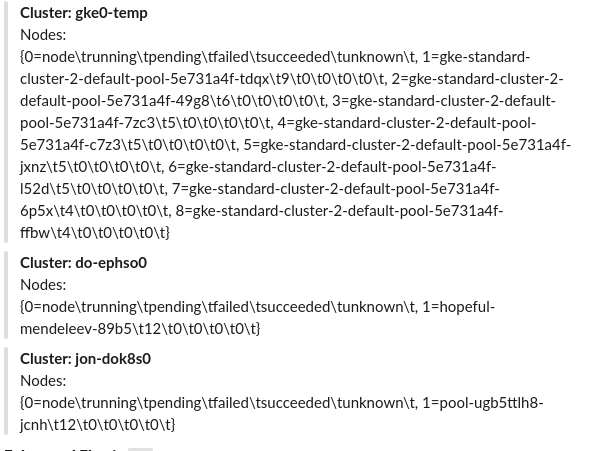 Cluster: gke0-temp
Nodes:
{0=node\trunning\tpending\tfailed\tsucceeded\tunknown\t, 1=gke-standard-
cluster-2-default-pool-5e731a4f-tdqx\t9\t0\t0\t0\t0\t, 2=gke-standard-cluster-2-
default-pool-5e731a4f-49g8\t6\t0\t0\t0\t0\t, 3=gke-standard-cluster-2-default-
pool-5e731a4f-7zc3\t5\t0\t0\t0\t0\t, 4=gke-standard-cluster-2-default-pool-
5e731a4f-c7z3\t5\t0\t0\t0\t0\t, 5=gke-standard-cluster-2-default-pool-5e731a4f-
jxnz\t5\t0\t0\t0\t0\t, 6=gke-standard-cluster-2-default-pool-5e731a4f-
l52d\t5\t0\t0\t0\t0\t, 7=gke-standard-cluster-2-default-pool-5e731a4f-
6p5x\t4\t0\t0\t0\t0\t, 8=gke-standard-cluster-2-default-pool-5e731a4f-
ffbw\t4\t0\t0\t0\t0\t}
Cluster: do-ephso0
Nodes:
{0=node\trunning\tpending\tfailed\tsucceeded\tunknown\t, 1=hopeful-
mendeleev-89b5\t12\t0\t0\t0\t0\t}
Cluster: jon-dok8s0
Nodes:
{0=node\trunning\tpending\tfailed\tsucceeded\tunknown\t, 1=pool-ugb5ttlh8-
jcnh\t12\t0\t0\t0\t0\t}